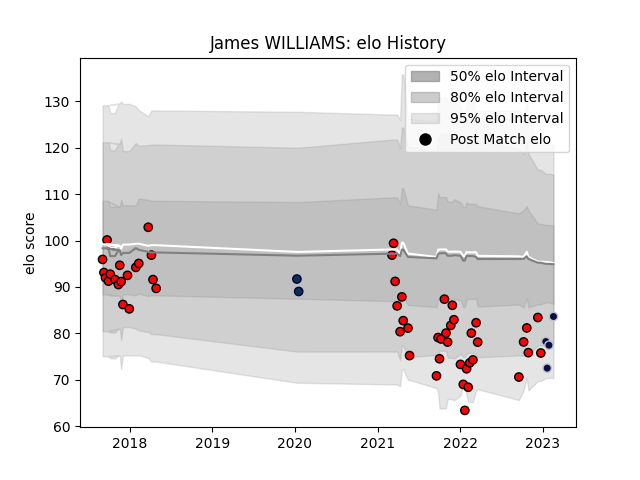 James WILLIAMS: elo History
50% elo Interval
80% elo Interval
95% elo Interval
Post Match elo
elo score
130
120
110
100
90
80
70
60
2018
2019
2020
2021
2022
2023